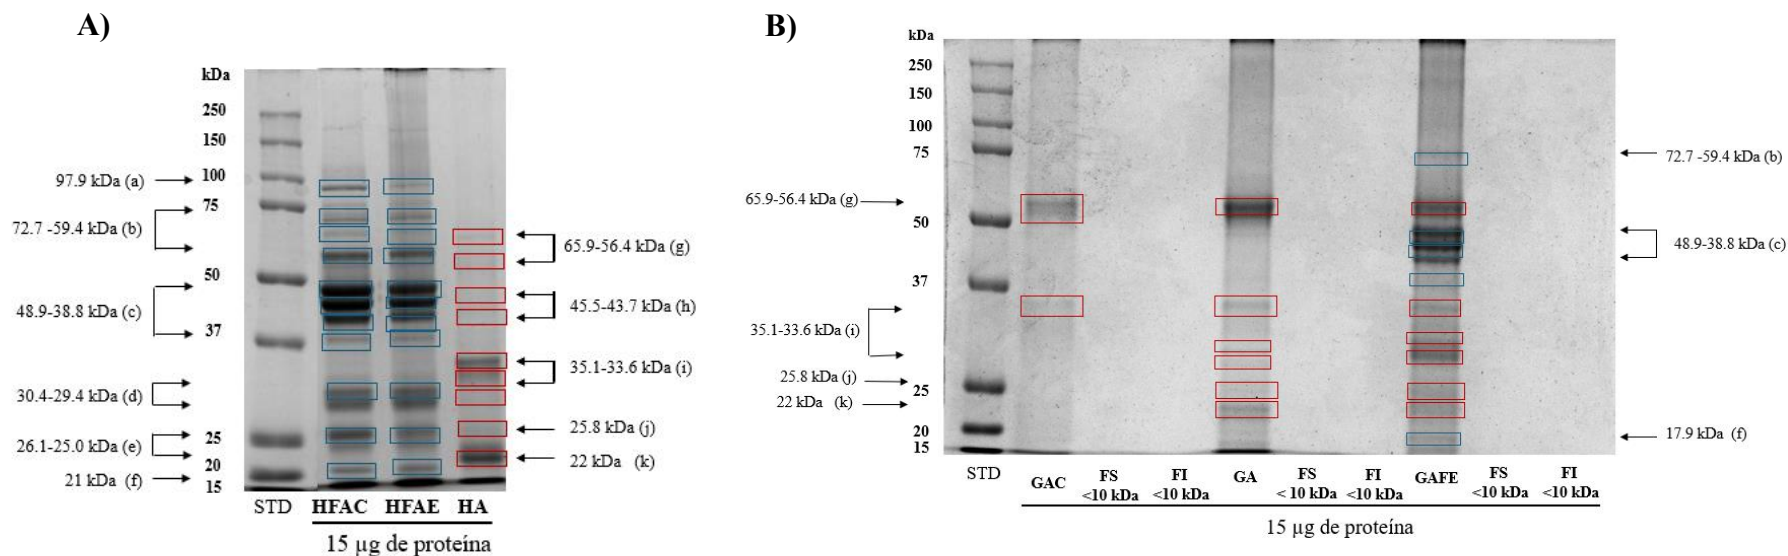 A)
kDa
250
150
100
75
50
37
25
20
15
97.9 kDa (a)
72.7 -59.4 kDa (b)
48.9-38.8 kDa (c)
30.4-29.4 kDa (d)
26.1-25.0 kDa (e)
21 kDa (f)
65.9-56.4 kDa (g)
45.5-43.7 kDa (h)
35.1-33.6 kDa (i)
25.8 kDa (j)
22 kDa (k)
STD HFAC HFAE HA
15 µg de proteína
B)
kDa
250
150
100
75
50
37
25
20
15
65.9-56.4 kDa (g)
35.1-33.6 kDa (i)
25.8 kDa (j)
22 kDa (k)
72.7 -59.4 kDa (b)
48.9-38.8 kDa (c)
17.9 kDa (f)
STD GAC FS FI GA FS FI GAFE FS FI
<10 kDa <10 kDa < 10 kDa <10 kDa <10 kDa <10 kDa
15 µg de proteína